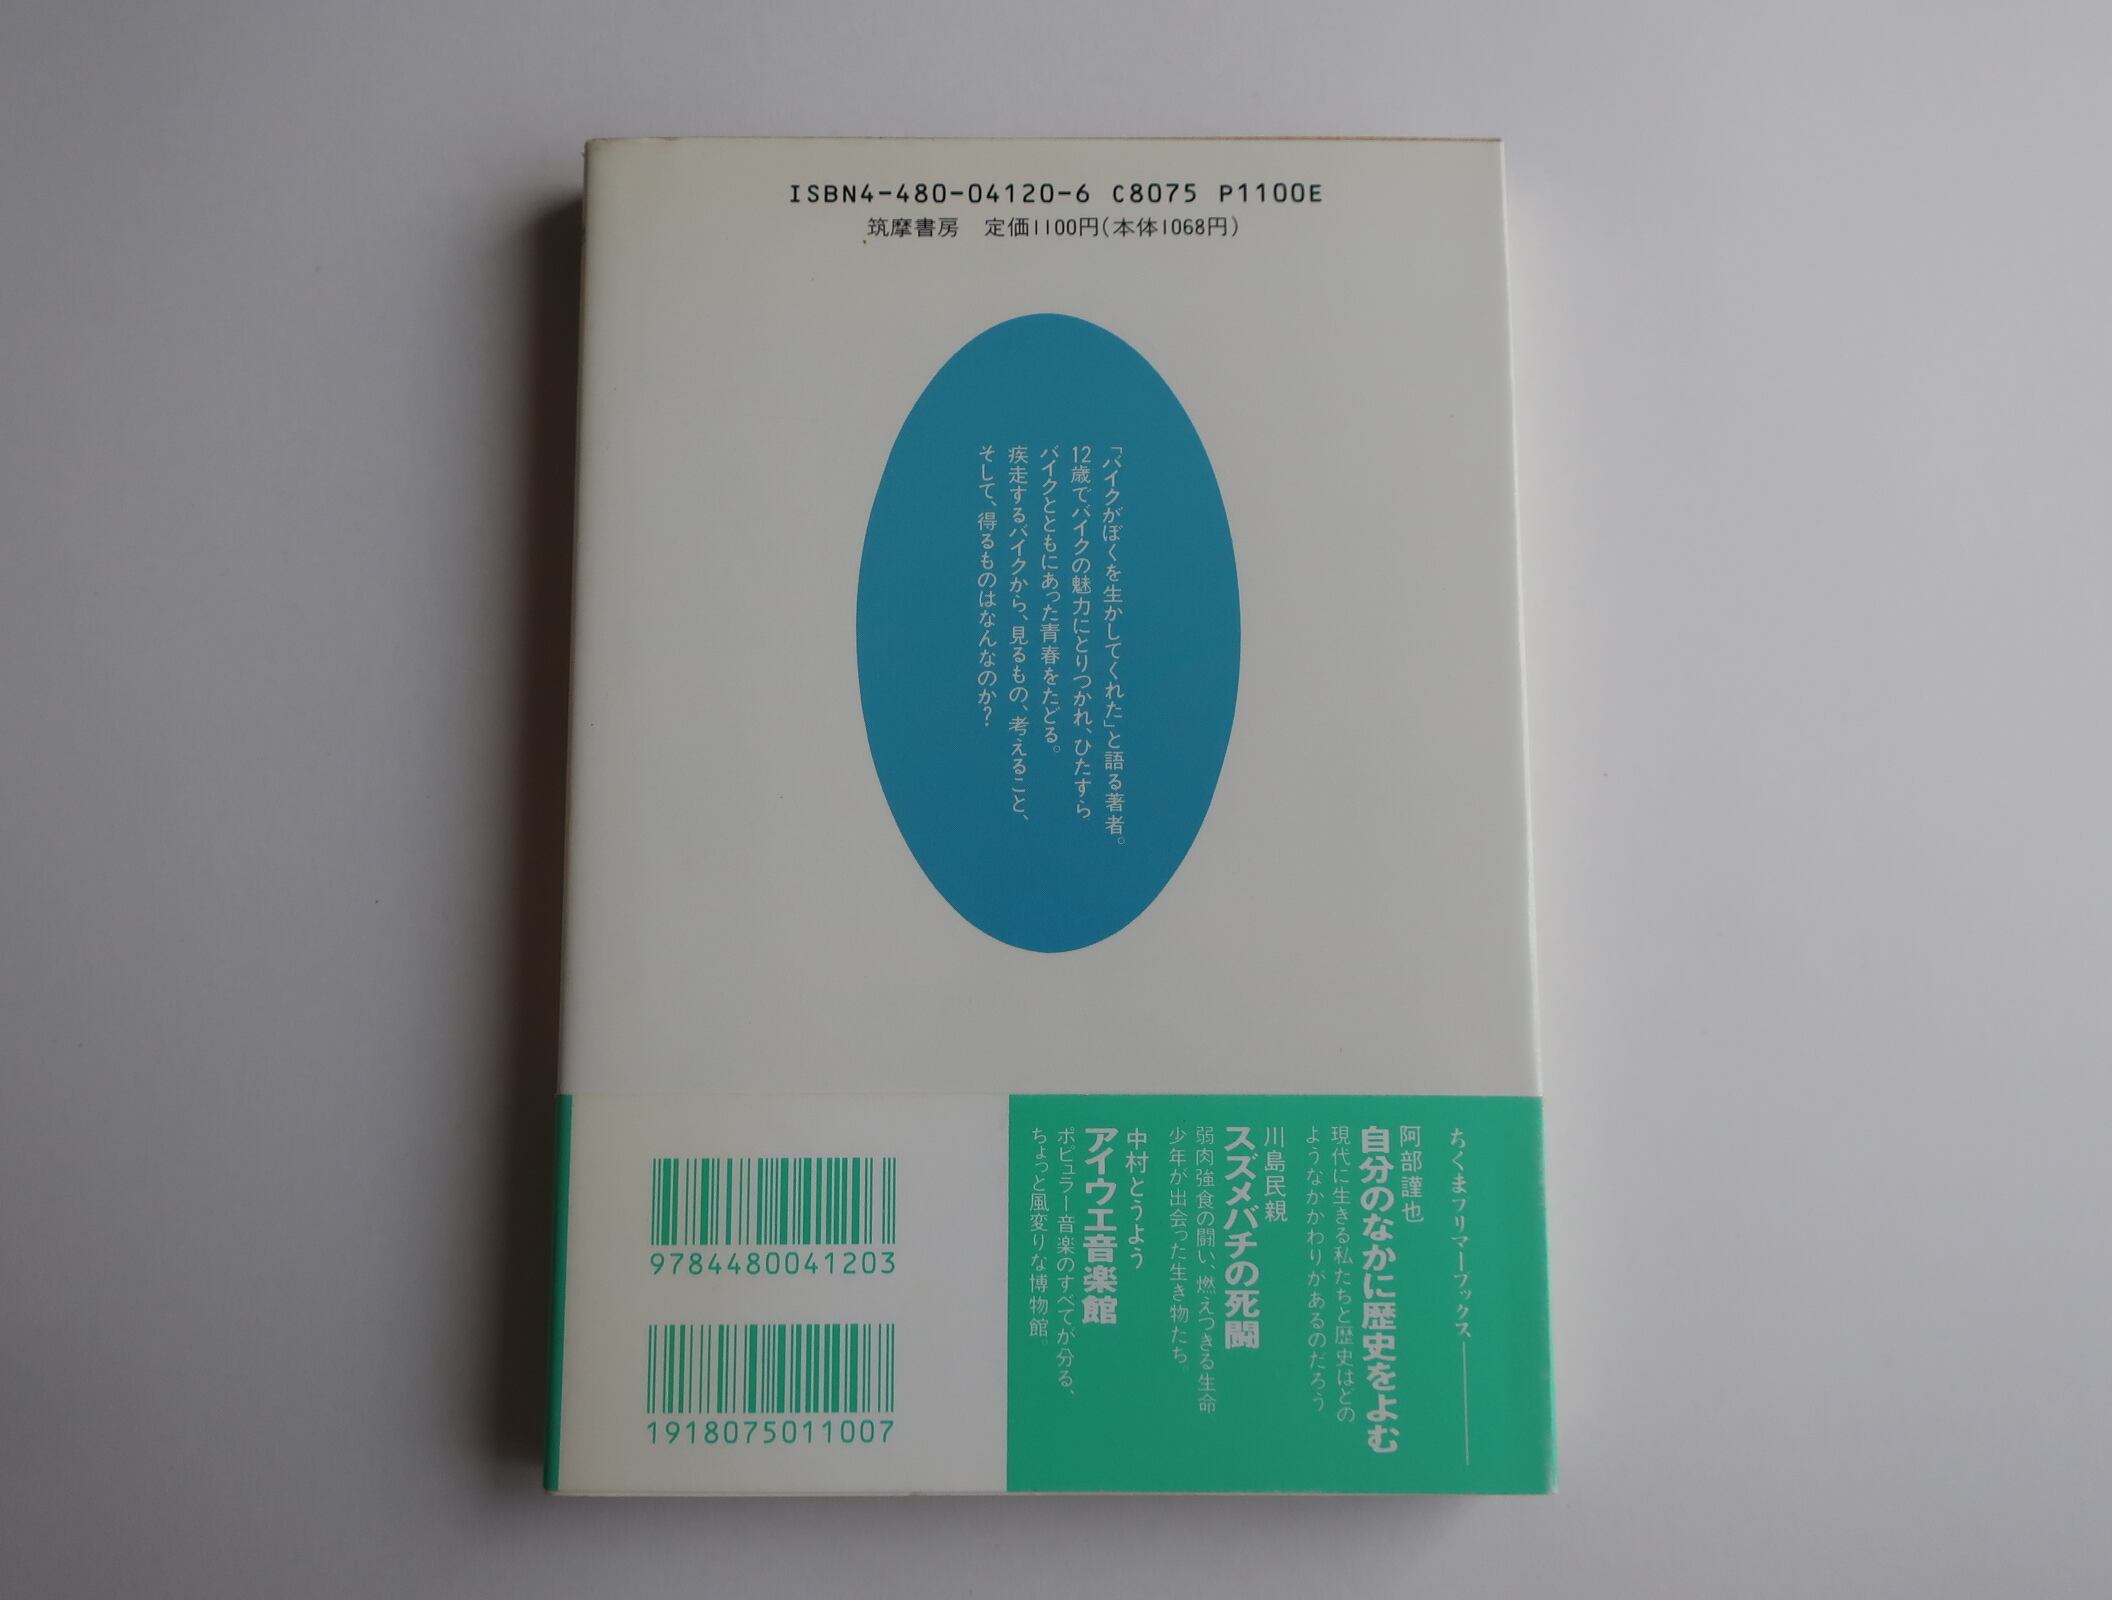 ISBN4-480-04120-6 C8075 P1100E
筑摩書房 定価1100円(本体1068円)
「バイクがぼくを生かしてくれた」と語る著者。
12歳でバイクの魅力にとりつかれ、ひたすら
バイクとともにあった青春をたどる。
疾走するバイクから、見るもの、考えること、
そして、得るものはなんなのか？
ちくまプリマーブックス
阿部謹也
自分のなかに歴史をよむ
現代に生きる私たちと歴史はどの
ようなかかわりがあるのだろう
川島民親
スズメバチの死闘
弱肉強食の闘い、燃えつきる生命
少年が出会った生き物たち。
中村とうよう
アイウエ音楽館
ポピュラー音楽のすべてが分る、
ちょっと風変りな博物館。
9784480041203
1918075011007